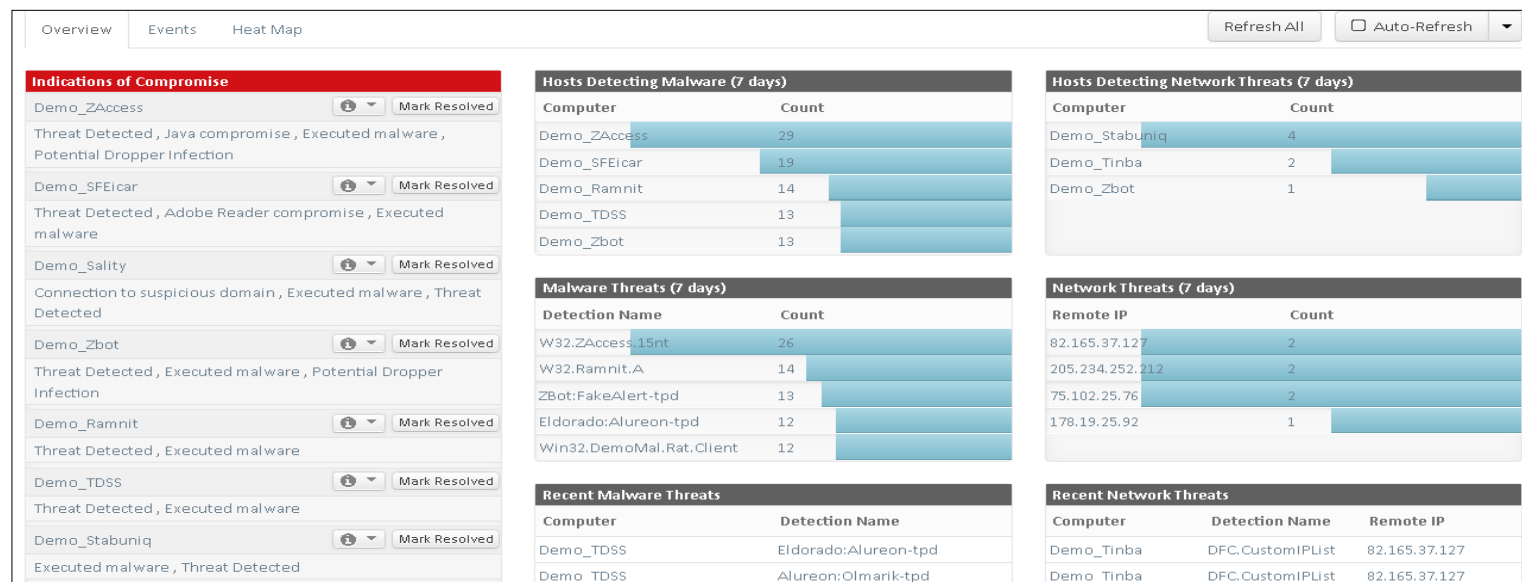 Overview Events Heat Map Refresh All Auto-Refresh
Indications of Compromise
Demo_ZAccess Mark Resolved
Threat Detected , Java compromise , Executed malware ,
Potential Dropper Infection
Demo_SFEicar Mark Resolved
Threat Detected , Adobe Reader compromise , Executed
malware
Demo_Sality Mark Resolved
Connection to suspicious domain , Executed malware , Threat
Detected
Demo_Zbot Mark Resolved
Threat Detected , Executed malware , Potential Dropper
Infection
Demo_Ramnit Mark Resolved
Threat Detected , Executed malware
Demo_TDSS Mark Resolved
Threat Detected , Executed malware
Demo_Stabuniq Mark Resolved
Executed malware , Threat Detected
Hosts Detecting Malware (7 days)
Computer Count
Demo_ZAccess 29
Demo_SFEicar 19
Demo_Ramnit 14
Demo_TDSS 13
Demo_Zbot 13
Malware Threats (7 days)
Detection Name Count
W32.ZAccess.15nt 26
W32.Ramnit.A 14
ZBot:FakeAlert-tpd 13
Eldorado:Alureon-tpd 12
Win32.DemoMal.Rat.Client 12
Recent Malware Threats
Computer Detection Name
Demo_TDSS Eldorado:Alureon-tpd
Demo_TDSS Alureon:Olmarik-tpd
Hosts Detecting Network Threats (7 days)
Computer Count
Demo_Stabuniq 4
Demo_Tinba 2
Demo_Zbot 1
Network Threats (7 days)
Remote IP Count
82.165.37.127 2
205.234.252.212 2
75.102.25.76 2
178.19.25.92 1
Recent Network Threats
Computer Detection Name Remote IP
Demo_Tinba DFC.CustomIPList 82.165.37.127
Demo_Tinba DFC.CustomIPList 82.165.37.127